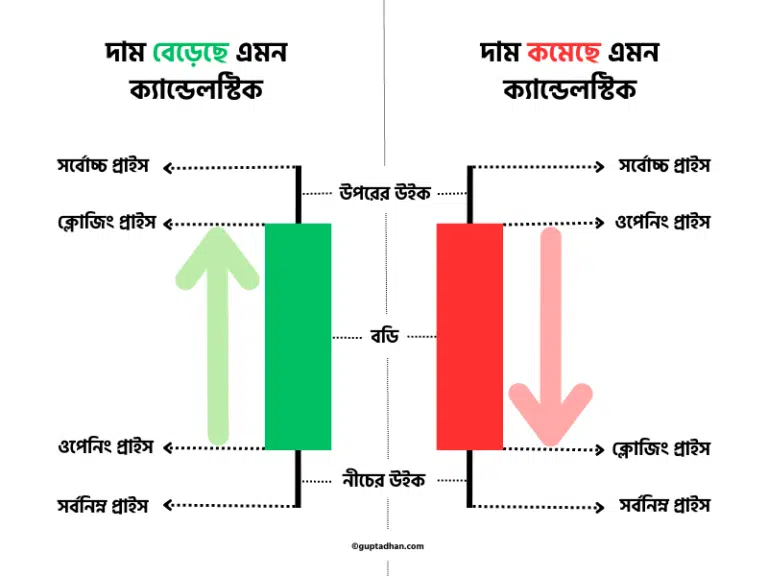 দাম বেড়েছে এমন
ক্যান্ডেলস্টিক
দাম কমেছে এমন
ক্যান্ডেলস্টিক
সর্বোচ্চ প্রাইস
সর্বোচ্চ প্রাইস
উপরের উইক
ক্লোজিং প্রাইস
ওপেনিং প্রাইস
বডি
ওপেনিং প্রাইস
ক্লোজিং প্রাইস
নীচের উইক
সর্বনিম্ন প্রাইস
সর্বনিম্ন প্রাইস
©guptadhan.com